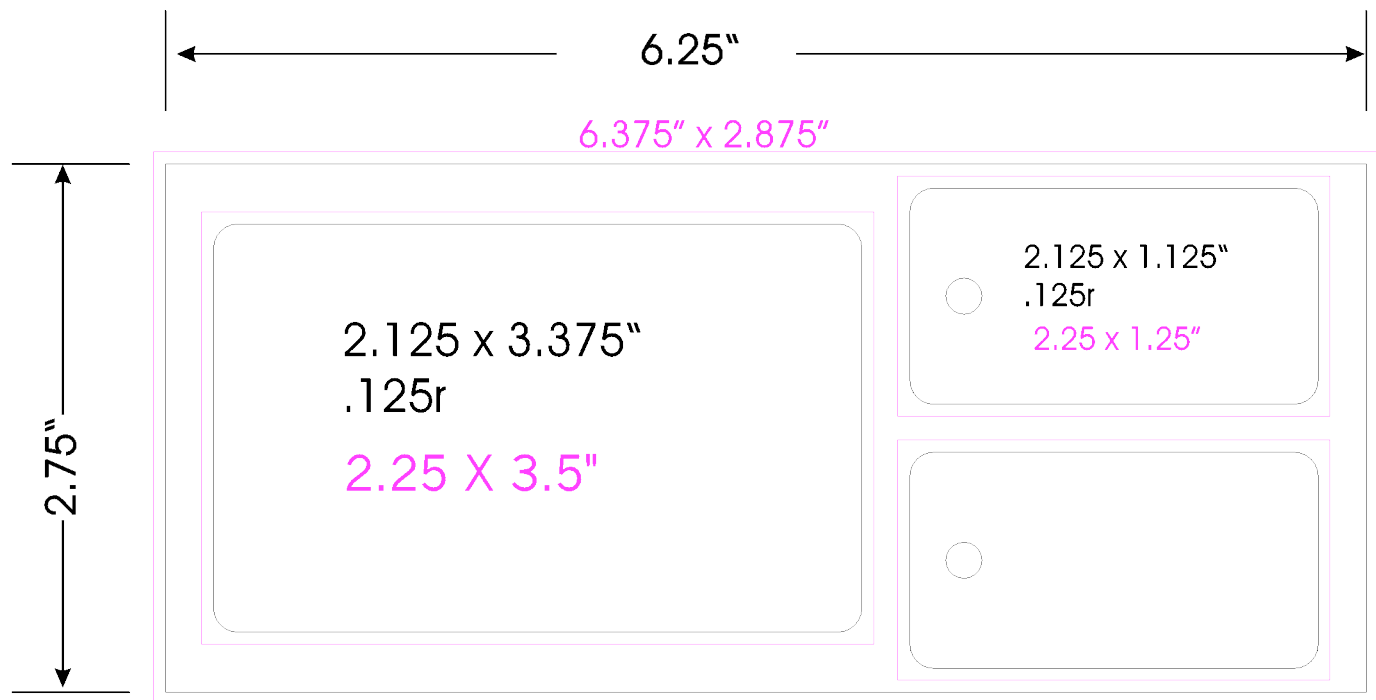 6.25“
6.375” x 2.875”
2.75“
2.125 x 3.375“
.125r
2.25 X 3.5"
2.125 x 1.125“
.125r
2.25 x 1.25”